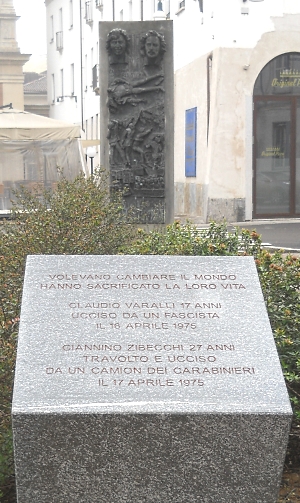 VOLEVANO CAMBIARE IL MONDO
HANNO SACRIFICATO LA LORO VITA
CLAUDIO VARALLI 17 ANNI
UCCISO DA UN FASCISTA
IL 16 APRILE 1975
GIANNINO ZIBECCHI 27 ANNI
TRAVOLTO E UCCISO
DA UN CAMION DEI CARABINIERI
IL 17 APRILE 1975